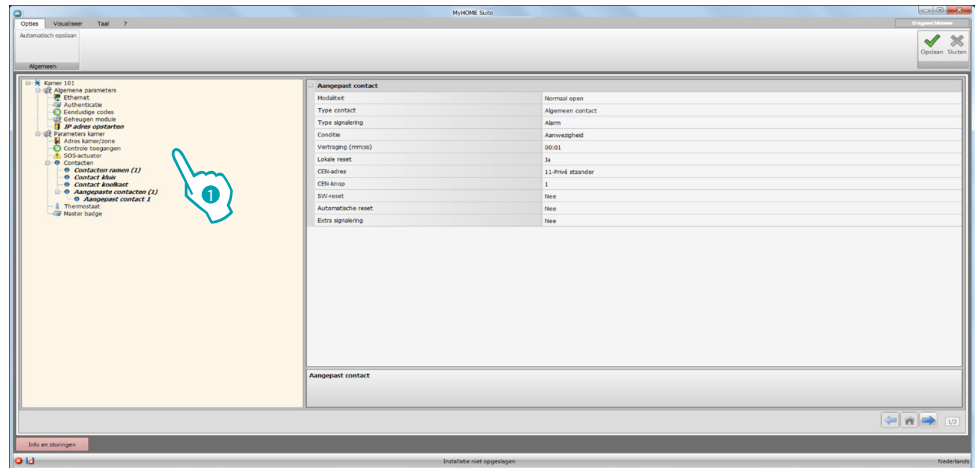 MyHOME Suite
Opties Visualiseer Taal ?
Automatisch opslaan
Opslaan Sluiten
Algemeen
Kamer 101
Algemene parameters
Ethernet
Authenticatie
Eenduidige codes
Geheugen module
IP adres opstarten
Parameters kamer
Adres kamer/zone
Controle toegangen
SOS-actuator
Contacten
Contacten ramen (1)
Contact kluis
Contact koelkast
Aangepaste contacten (1)
Aangepast contact 1
Thermostaat
Master badge
1
Aangepast contact
Modaliteit Normaal open
Type contact Algemeen contact
Type signalering Alarm
Conditie Aanwezigheid
Vertraging (mm:ss) 00:01
Lokale reset Ja
CEN-adres 11-Privé staander
CEN-knop 1
SW-reset Nee
Automatische reset Nee
Extra signalering Nee
Aangepast contact
1/2
Info en storingen
Installatie niet opgeslagen
Nederlands